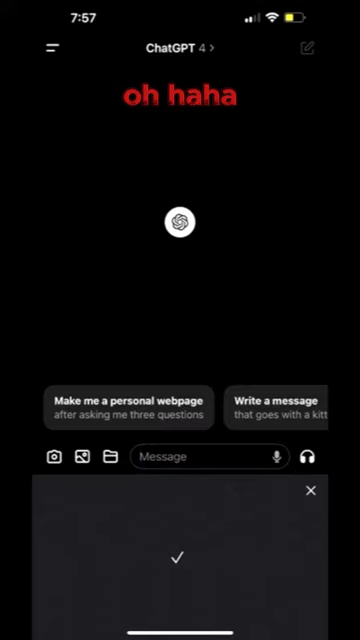 7:57
ChatGPT 4 >
oh haha
Make me a personal webpage
after asking me three questions
Write a message
that goes with a kitt
Message